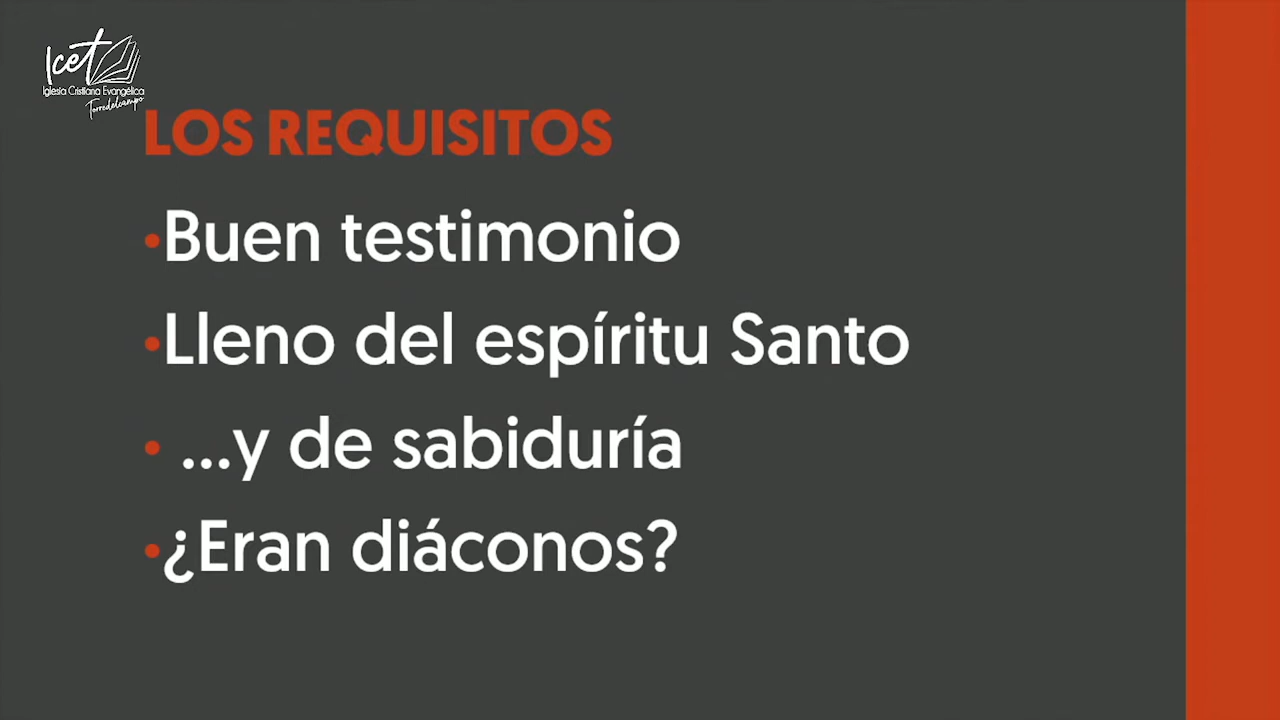 Icet
Iglesia Cristiana Evangélica
Torredelcampo
LOS REQUISITOS
•Buen testimonio
•Lleno del espíritu Santo
• ...y de sabiduría
•¿Eran diáconos?